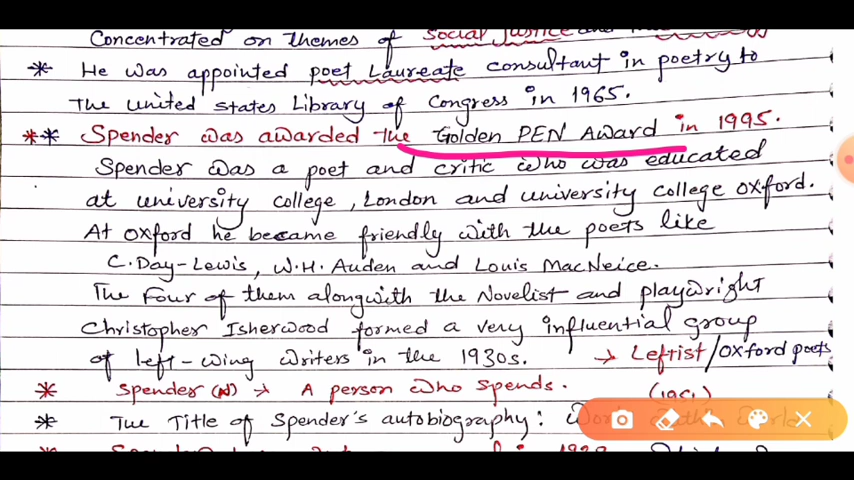 Concentrated on themes of social justice and
* He was appointed poet Laureate consultant in poetry to
The united states Library of Congress in 1965.
** Spender was awarded the Golden PEN Award in 1995.
Spender was a poet and critic who was educated
at university college, London and university college oxford.
At oxford he became friendly with the poets like
C.Day-Lewis, W.H. Auden and Louis MacNeice.
The Four of them alongwith the Novelist and playwright
Christopher Isherwood formed a very influential group
of left-wing writers in the 1930s. → Leftist/Oxford poets
* Spender (N) → A person who spends.
(1951)
* The Title of Spender's autobiography: